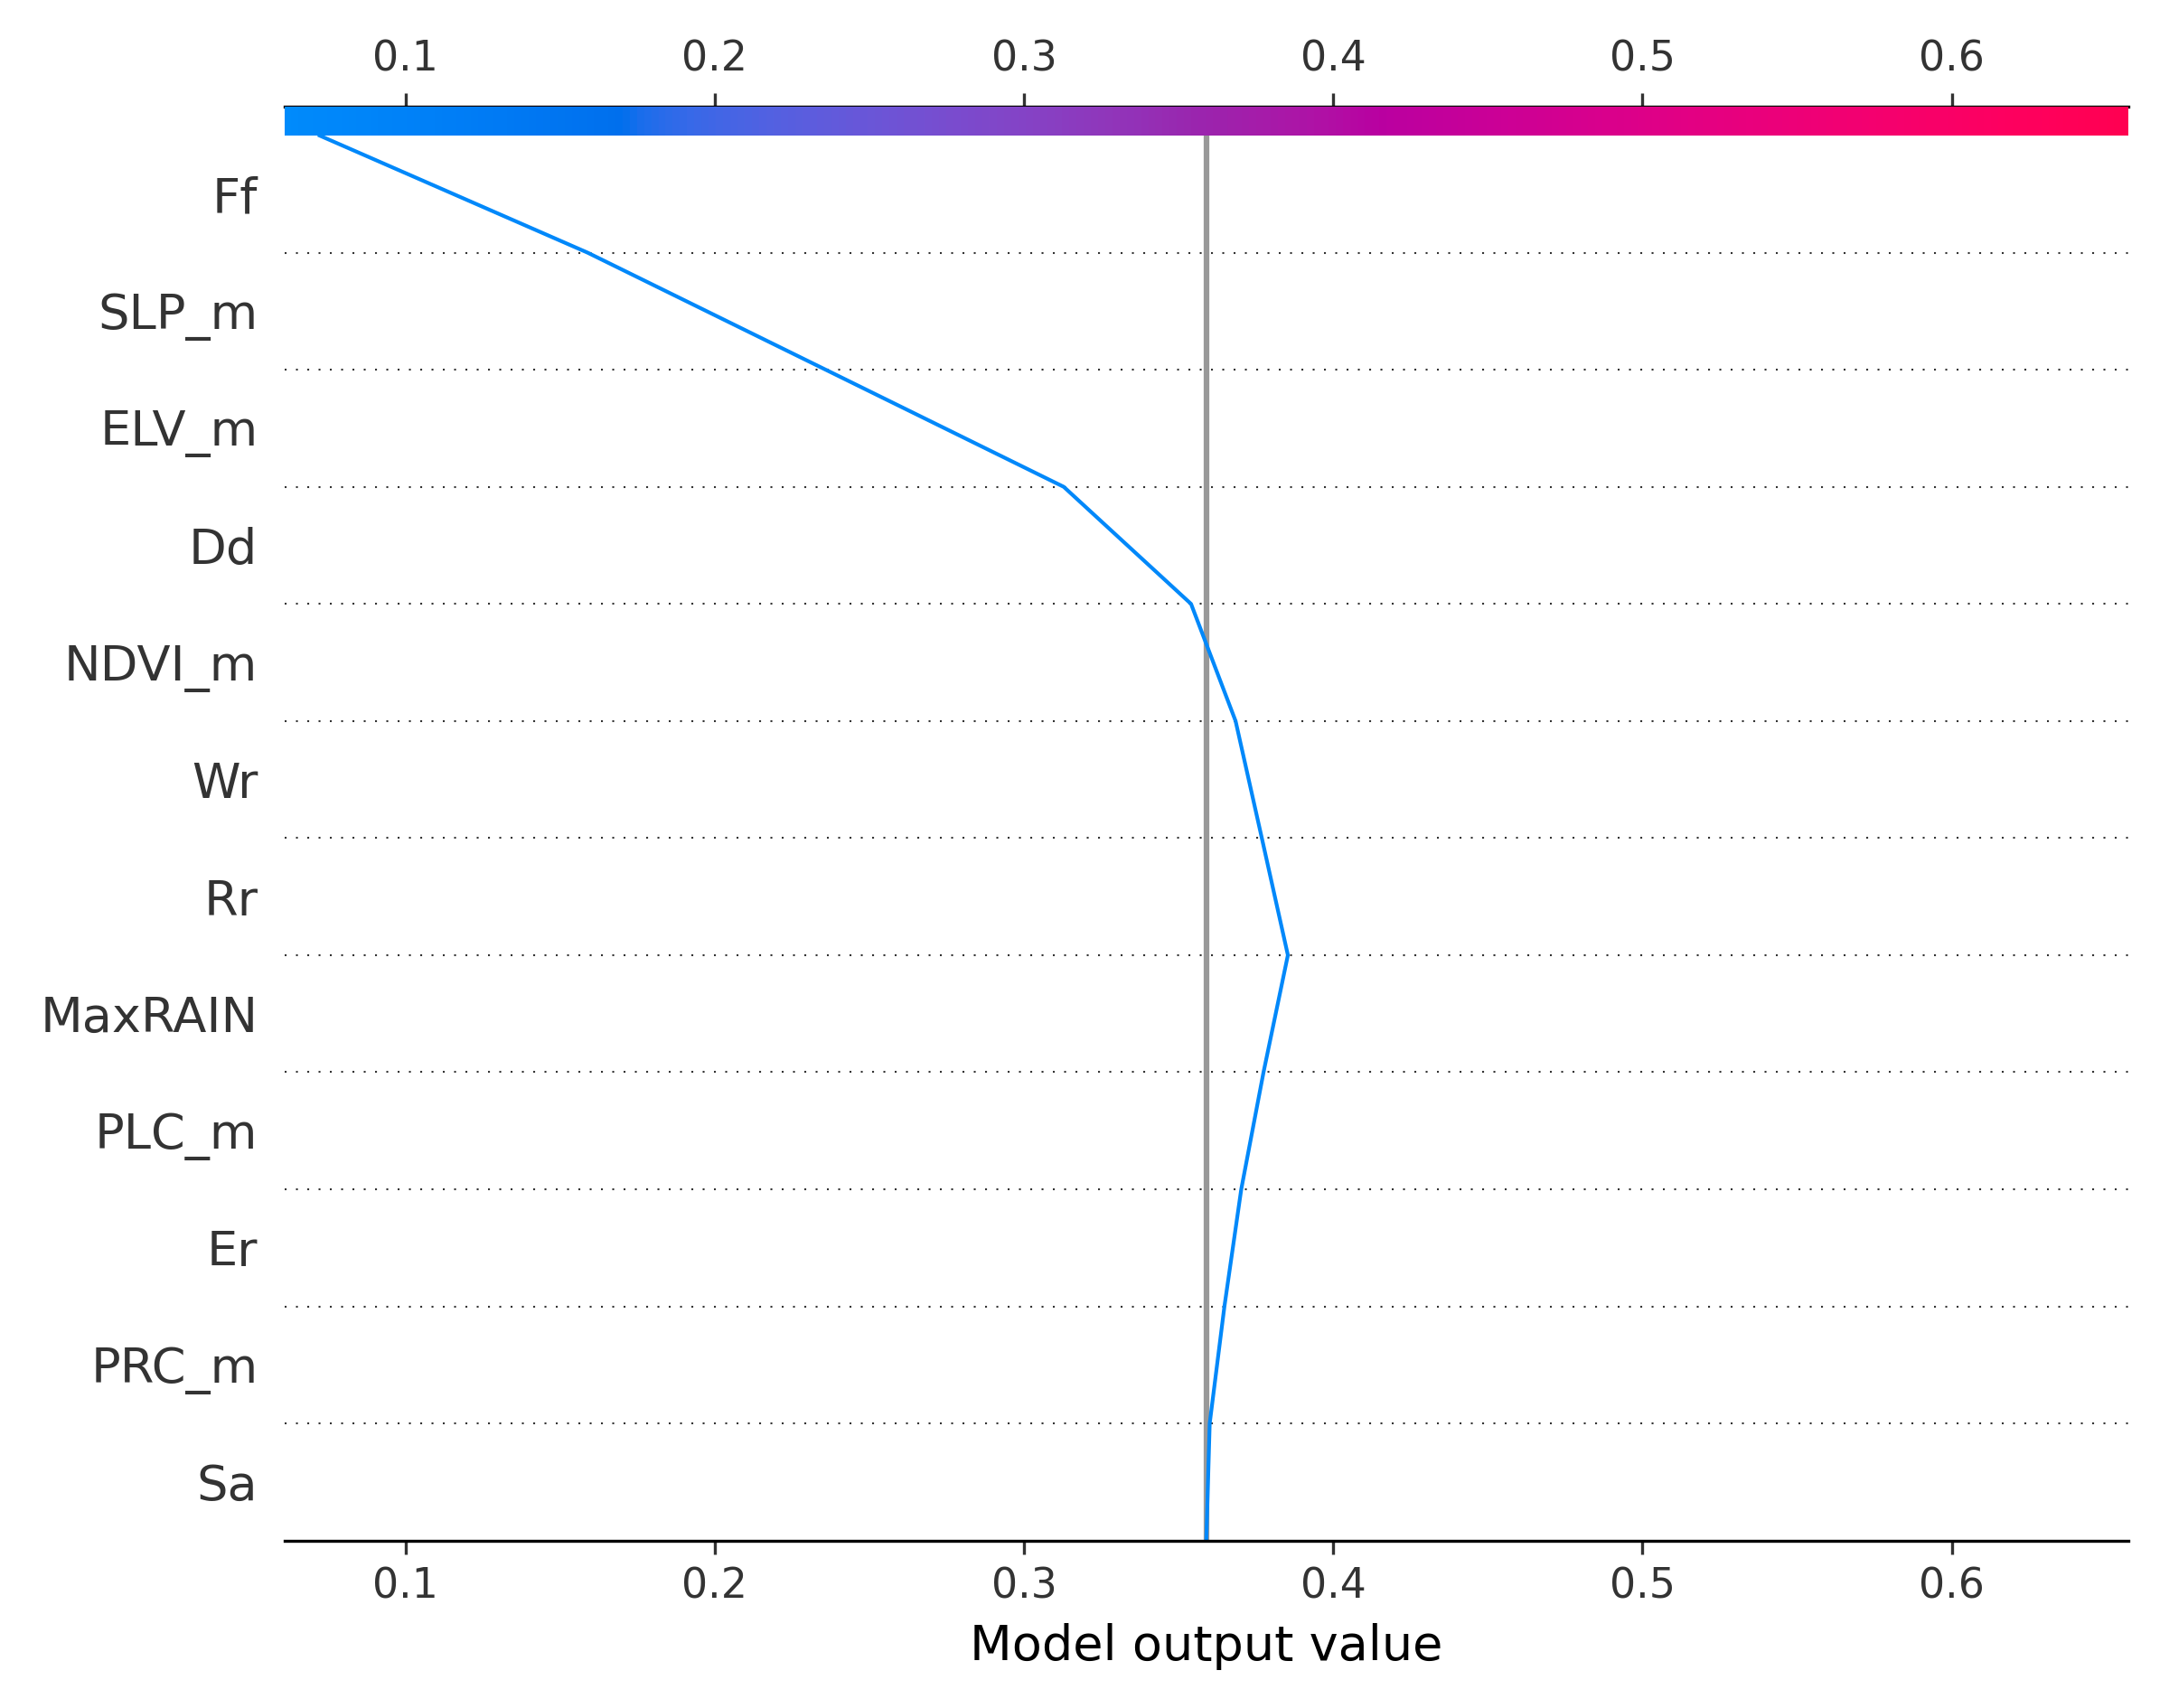 0.1 0.2 0.3 0.4 0.5 0.6
Ff
SLP_m
ELV_m
Dd
NDVI_m
Wr
Rr
MaxRAIN
PLC_m
Er
PRC_m
Sa
0.1 0.2 0.3 0.4 0.5 0.6
Model output value